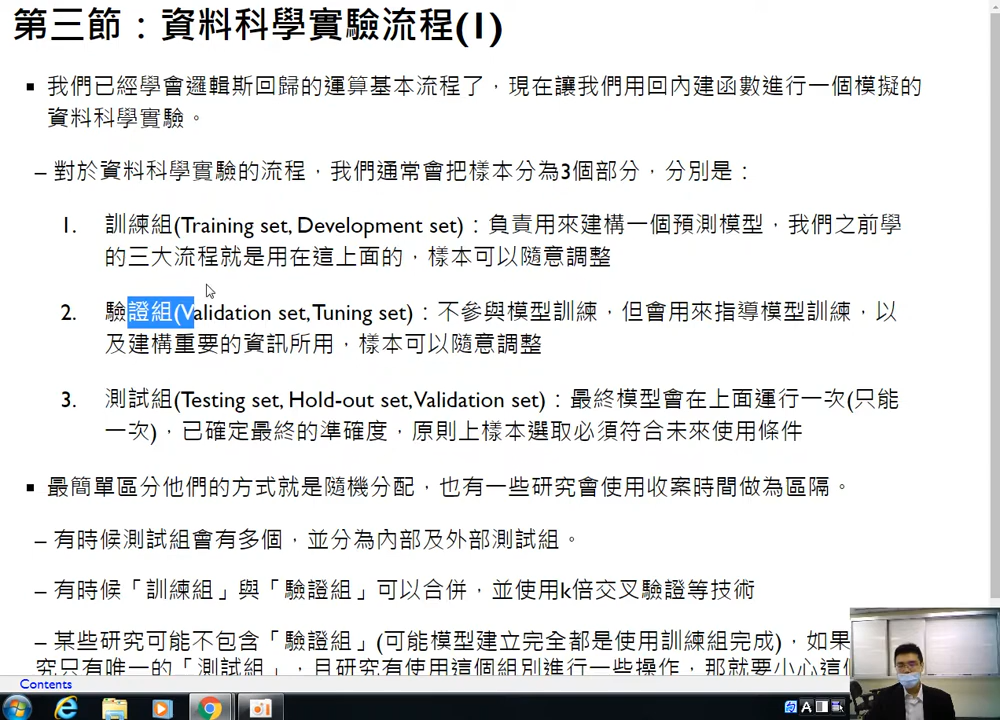 第三節：資料科學實驗流程(1)
▪ 我們已經學會邏輯斯回歸的運算基本流程了，現在讓我們用回內建函數進行一個模擬的
資料科學實驗。
– 對於資料科學實驗的流程，我們通常會把樣本分為3個部分，分別是：
1. 訓練組(Training set, Development set)：負責用來建構一個預測模型，我們之前學
的三大流程就是用在這上面的，樣本可以隨意調整
2. 驗證組(Validation set, Tuning set)：不參與模型訓練，但會用來指導模型訓練，以
及建構重要的資訊所用，樣本可以隨意調整
3. 測試組(Testing set, Hold-out set, Validation set)：最終模型會在上面運行一次(只能
一次)，已確定最終的準確度，原則上樣本選取必須符合未來使用條件
▪ 最簡單區分他們的方式就是隨機分配，也有一些研究會使用收案時間做為區隔。
– 有時候測試組會有多個，並分為內部及外部測試組。
– 有時候「訓練組」與「驗證組」可以合併，並使用k倍交叉驗證等技術
– 某些研究可能不包含「驗證組」(可能模型建立完全都是使用訓練組完成)，如果
究只有唯一的「測試組」，且研究有使用這個組別進行一些操作，那就要小心這
Contents
A